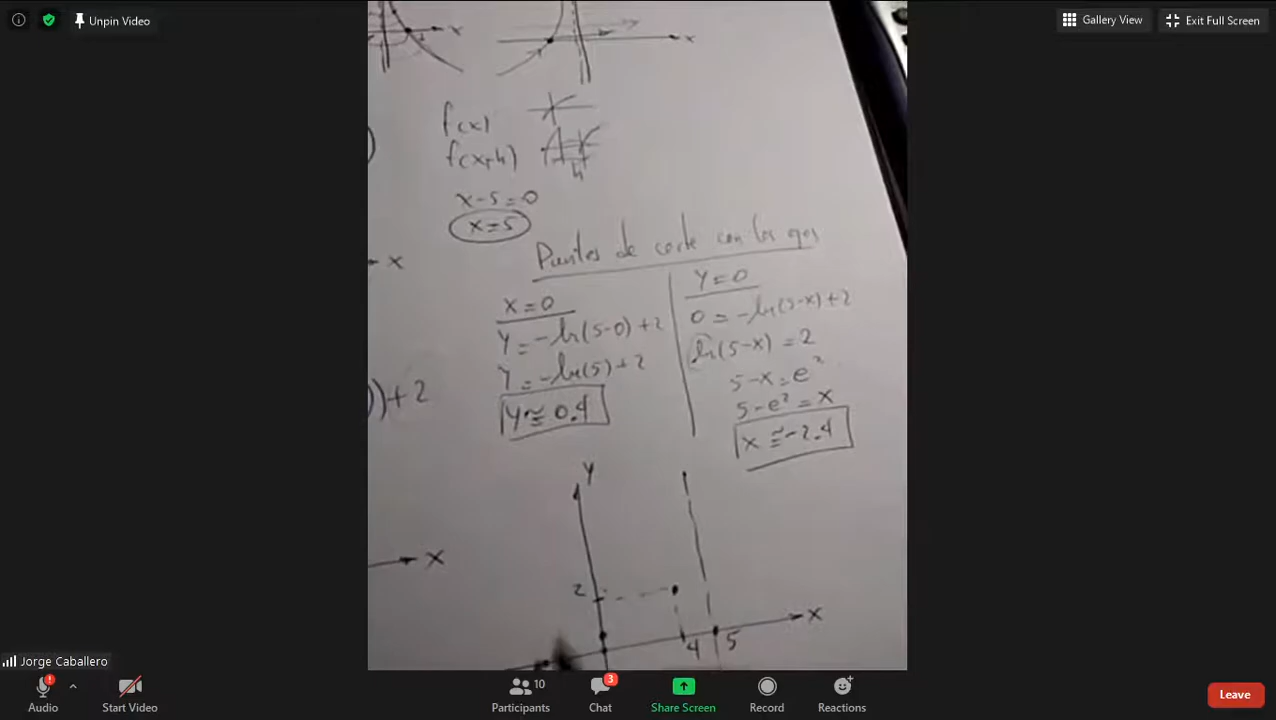 Unpin Video
Gallery View
Exit Full Screen
x
x
f(x)
f(x+h)
h
x-5=0
x=5
x
Puntos de corte con los ejes
x=0
y=-ln(5-0)+2
y=-ln(5)+2
y≅0.4
y=0
0=-ln(5-x)+2
ln(5-x)=2
5-x=e²
5-e²=x
x≅-2.4
))+2
Y
x
2
4
5
x
Jorge Caballero
Audio
Start Video
10
Participants
3
Chat
Share Screen
Record
Reactions
Leave